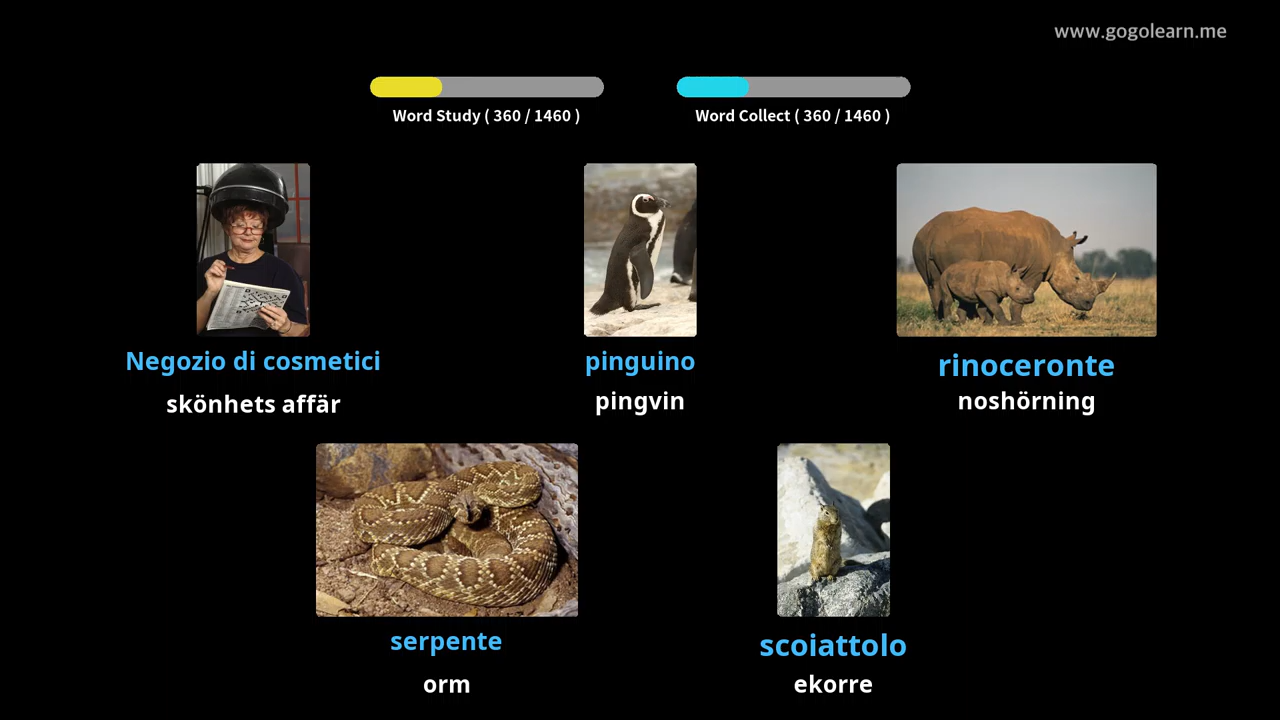 www.gogolearn.me
Word Study ( 360 / 1460 )
Word Collect ( 360 / 1460 )
Negozio di cosmetici
skönhets affär
pinguino
pingvin
rinoceronte
noshörning
serpente
orm
scoiattolo
ekorre